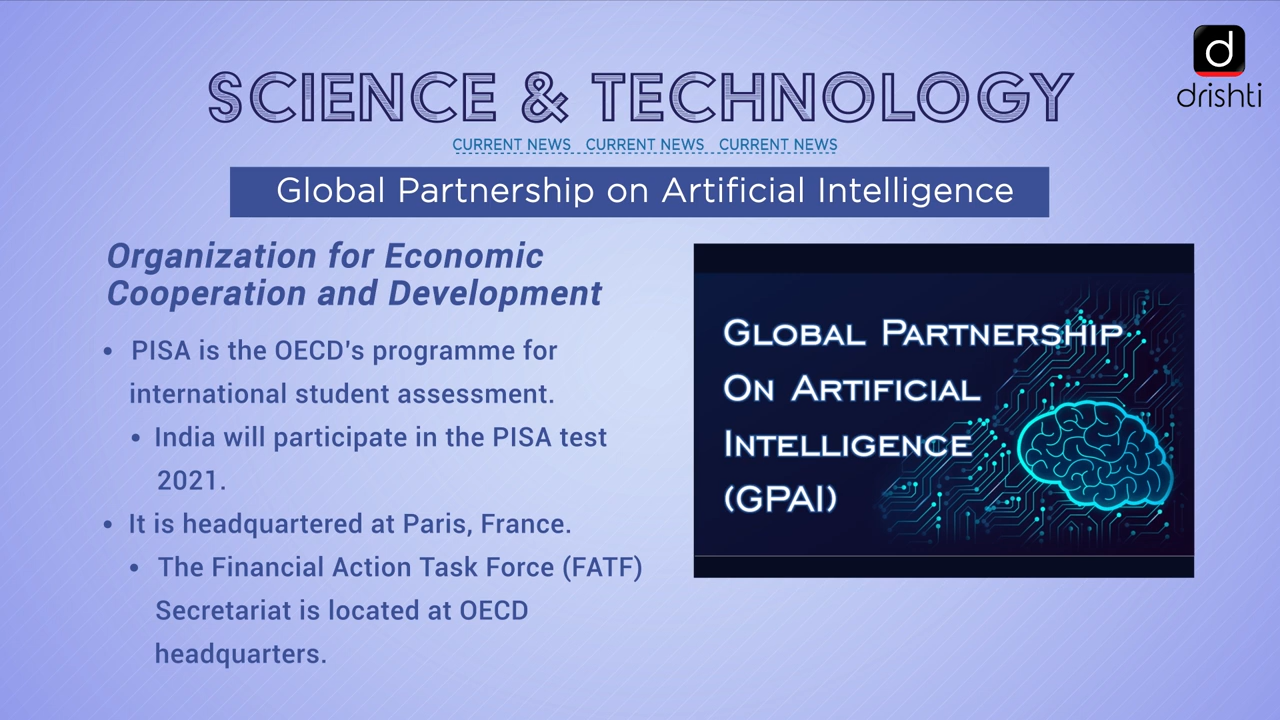 d
drishti
SCIENCE & TECHNOLOGY
CURRENT NEWS CURRENT NEWS CURRENT NEWS
Global Partnership on Artificial Intelligence
Organization for Economic
Cooperation and Development
• PISA is the OECD's programme for
international student assessment.
• India will participate in the PISA test
2021.
• It is headquartered at Paris, France.
• The Financial Action Task Force (FATF)
Secretariat is located at OECD
headquarters.
GLOBAL PARTNERSHIP
ON ARTIFICIAL
INTELLIGENCE
(GPAI)